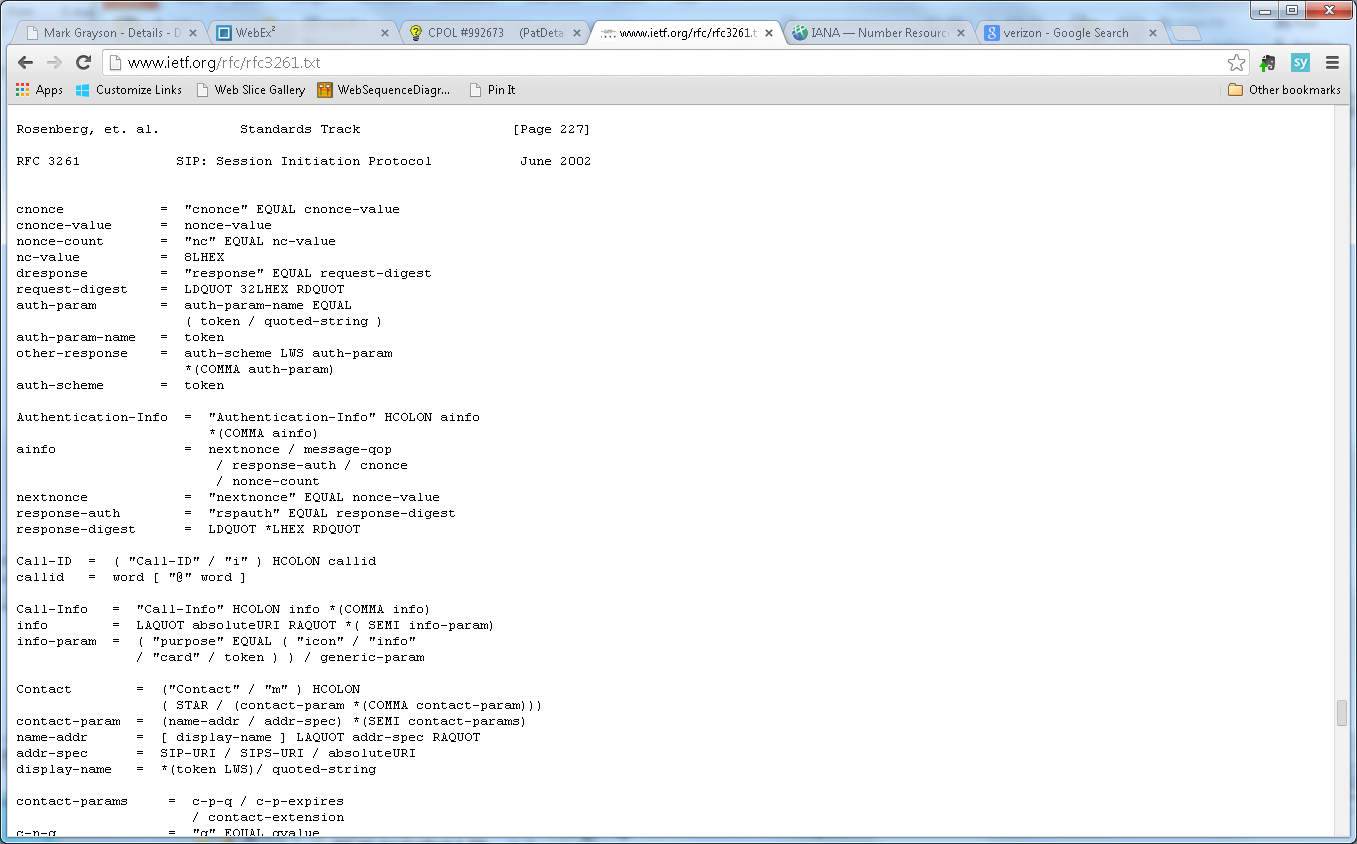 Mark Grayson - Details - D
WebEx²
CPOL #992673 (PatDeta
www.ietf.org/rfc/rfc3261.t
IANA — Number Resourc
verizon - Google Search
www.ietf.org/rfc/rfc3261.txt
sy
Apps
Customize Links
Web Slice Gallery
WebSequenceDiagr...
Pin It
Other bookmarks
Rosenberg, et. al. Standards Track [Page 227]
RFC 3261 SIP: Session Initiation Protocol June 2002
cnonce = "cnonce" EQUAL cnonce-value
cnonce-value = nonce-value
nonce-count = "nc" EQUAL nc-value
nc-value = 8LHEX
dresponse = "response" EQUAL request-digest
request-digest = LDQUOT 32LHEX RDQUOT
auth-param = auth-param-name EQUAL
( token / quoted-string )
auth-param-name = token
other-response = auth-scheme LWS auth-param
*(COMMA auth-param)
auth-scheme = token
Authentication-Info = "Authentication-Info" HCOLON ainfo
*(COMMA ainfo)
ainfo = nextnonce / message-qop
/ response-auth / cnonce
/ nonce-count
nextnonce = "nextnonce" EQUAL nonce-value
response-auth = "rspauth" EQUAL response-digest
response-digest = LDQUOT *LHEX RDQUOT
Call-ID = ( "Call-ID" / "i" ) HCOLON callid
callid = word [ "@" word ]
Call-Info = "Call-Info" HCOLON info *(COMMA info)
info = LAQUOT absoluteURI RAQUOT *( SEMI info-param)
info-param = ( "purpose" EQUAL ( "icon" / "info"
/ "card" / token ) ) / generic-param
Contact = ("Contact" / "m" ) HCOLON
( STAR / (contact-param *(COMMA contact-param)))
contact-param = (name-addr / addr-spec) *(SEMI contact-params)
name-addr = [ display-name ] LAQUOT addr-spec RAQUOT
addr-spec = SIP-URI / SIPS-URI / absoluteURI
display-name = *(token LWS)/ quoted-string
contact-params = c-p-q / c-p-expires
/ contact-extension
c-p-q = "q" EQUAL qvalue